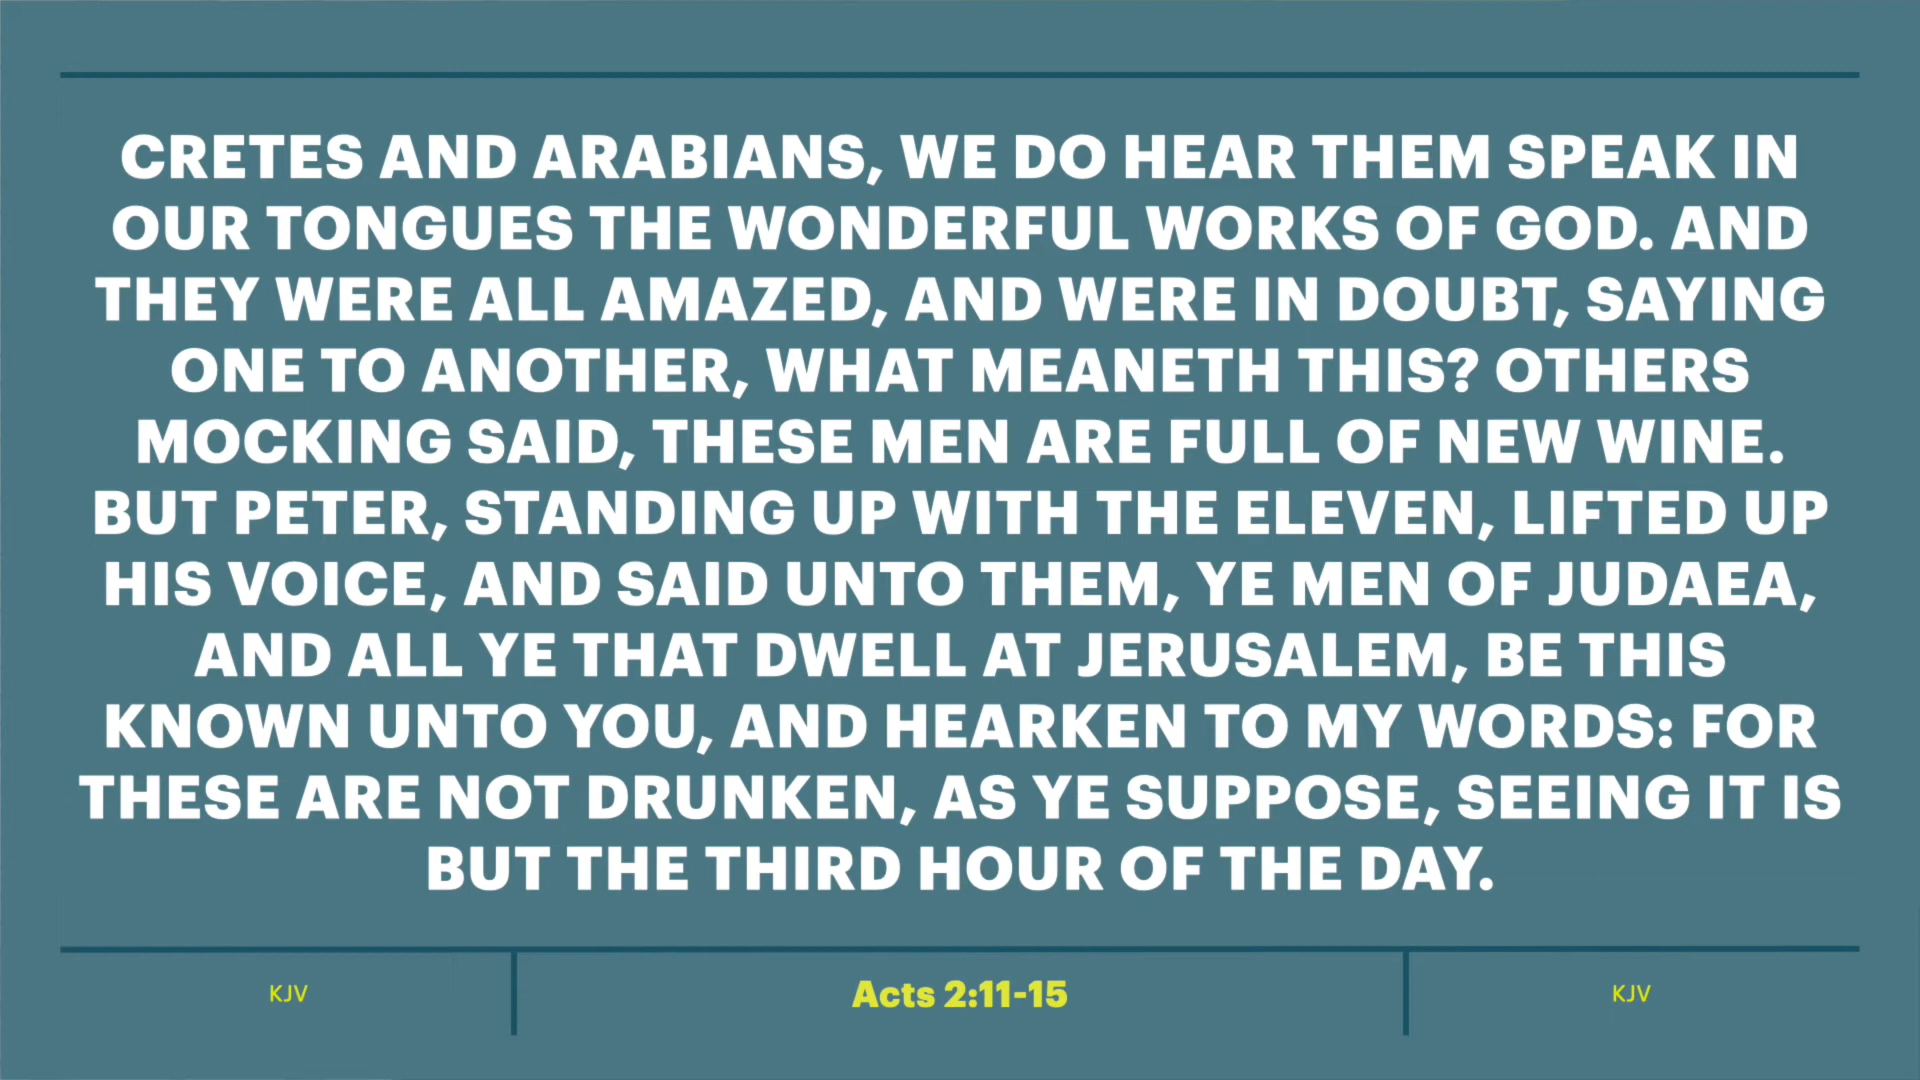 CRETES AND ARABIANS, WE DO HEAR THEM SPEAK IN
OUR TONGUES THE WONDERFUL WORKS OF GOD. AND
THEY WERE ALL AMAZED, AND WERE IN DOUBT, SAYING
ONE TO ANOTHER, WHAT MEANETH THIS? OTHERS
MOCKING SAID, THESE MEN ARE FULL OF NEW WINE.
BUT PETER, STANDING UP WITH THE ELEVEN, LIFTED UP
HIS VOICE, AND SAID UNTO THEM, YE MEN OF JUDAEA,
AND ALL YE THAT DWELL AT JERUSALEM, BE THIS
KNOWN UNTO YOU, AND HEARKEN TO MY WORDS: FOR
THESE ARE NOT DRUNKEN, AS YE SUPPOSE, SEEING IT IS
BUT THE THIRD HOUR OF THE DAY.
KJV
Acts 2:11-15
KJV